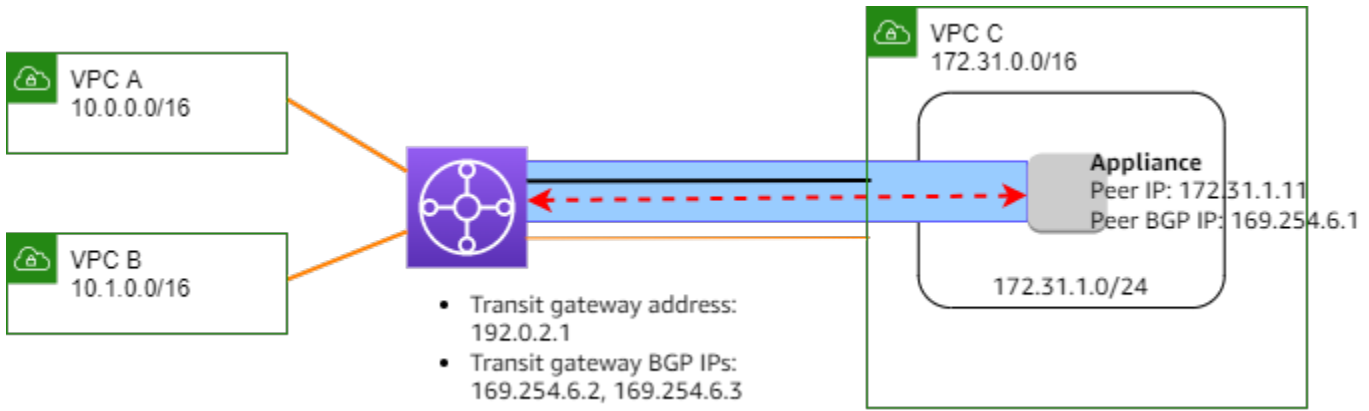 VPC A
10.0.0.0/16
VPC B
10.1.0.0/16
• Transit gateway address:
192.0.2.1
• Transit gateway BGP IPs:
169.254.6.2, 169.254.6.3
VPC C
172.31.0.0/16
Appliance
Peer IP: 172.31.1.11
Peer BGP IP: 169.254.6.1
172.31.1.0/24